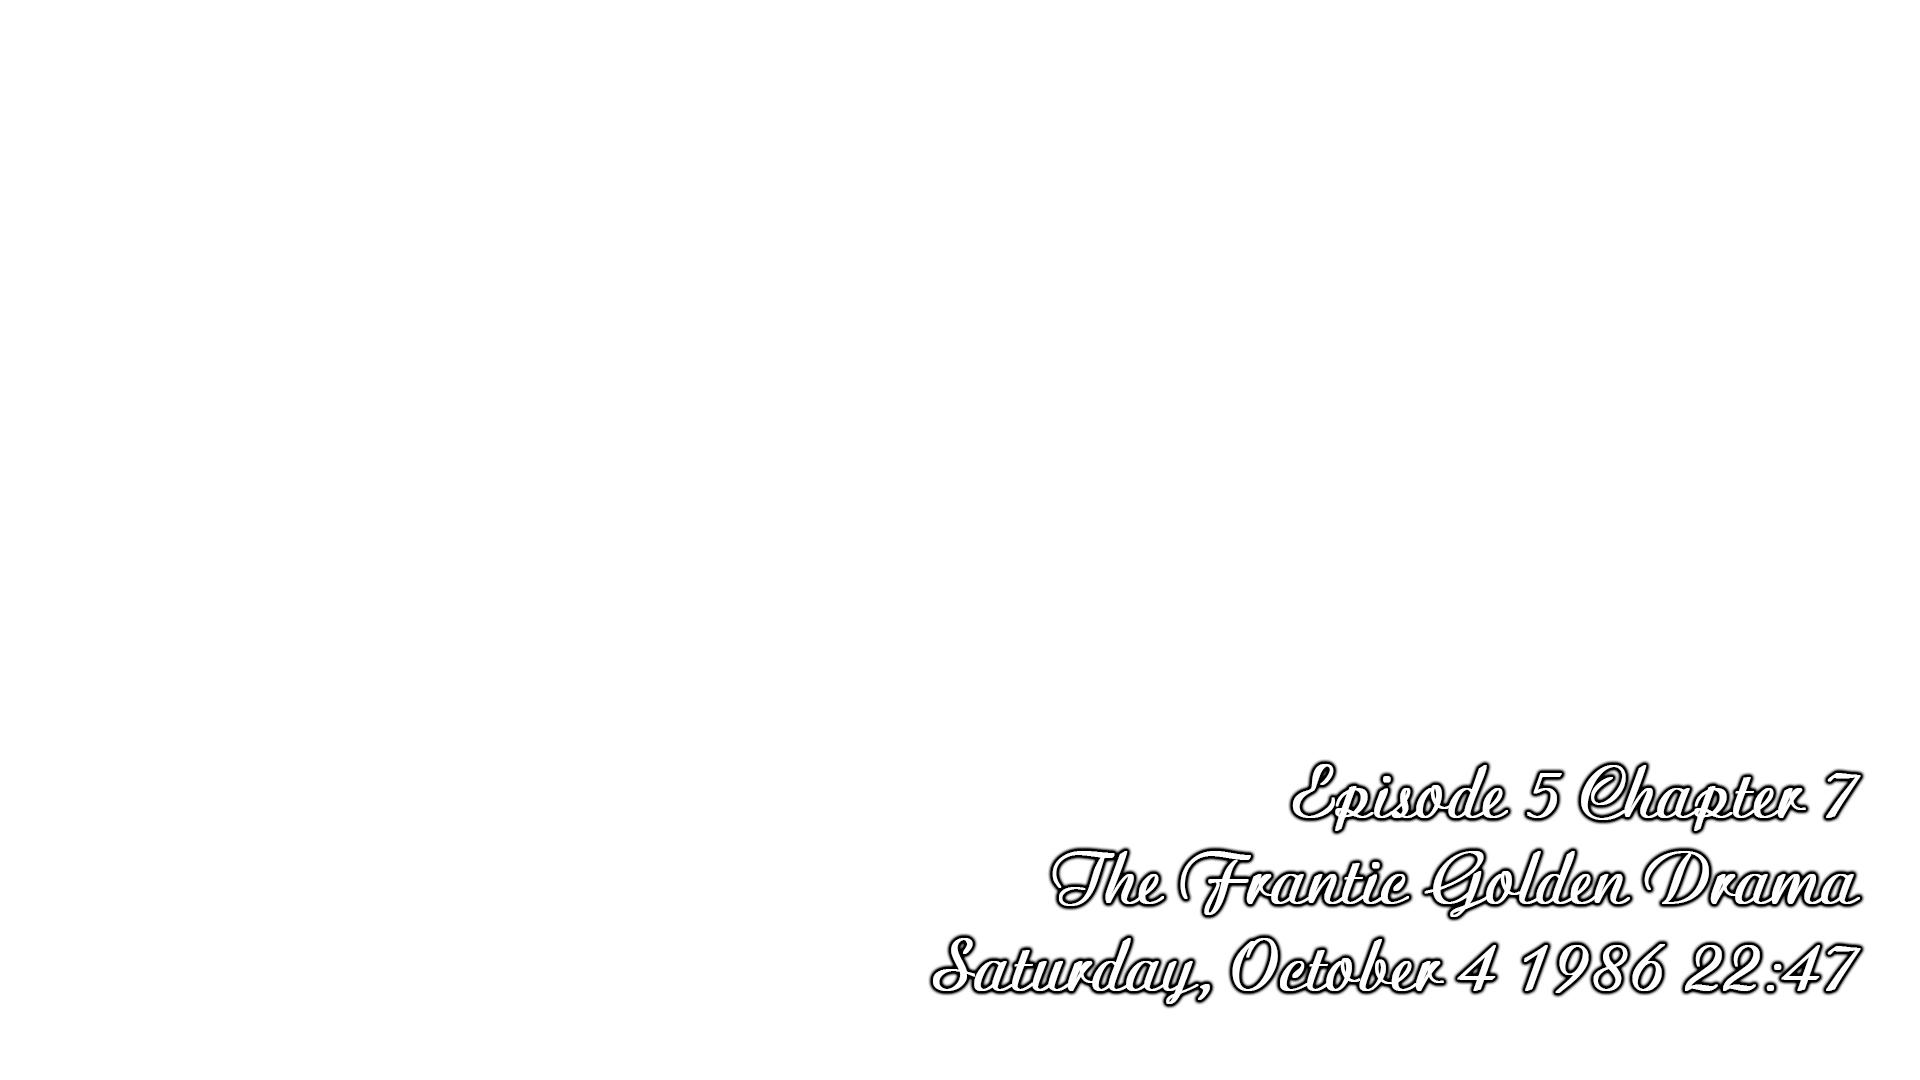 Episode 5 Chapter 7
The Frantic Golden Drama
Saturday, October 4 1986 22:47